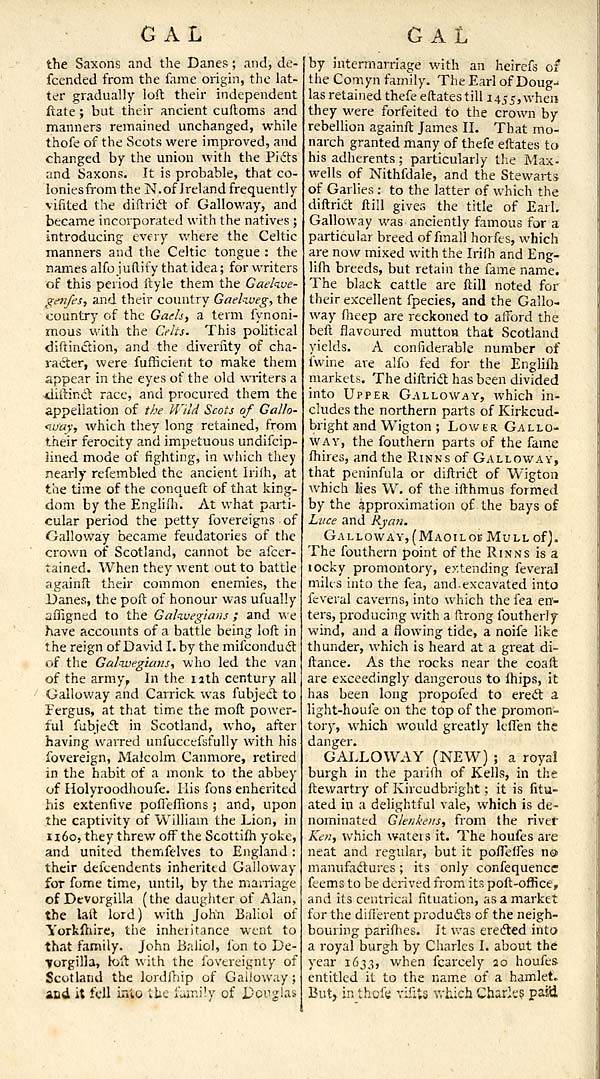 GAL
the Saxons and the Danes; and, de-
ſcended from the ſame origin, the lat-
ter gradually loſt their independent
ſtate; but their ancient cuſtoms and
manners remained unchanged, while
thoſe of the Scots were improved, and
changed by the union with the Picts
and Saxons. It is probable, that co-
lonies from the N. of Ireland frequently
viſited the diſtrict of Galloway, and
became incorporated with the natives;
introducing every where the Celtic
manners and the Celtic tongue: the
names alſo juſtify that idea; for writers
of this period ſtyle them the Gaelwe-
genſes, and their country Gaelweg, the
country of the Gaels, a term ſynoni-
mous with the Celts. This political
diſtinction, and the diverſity of cha-
racter, were ſufficient to make them
appear in the eyes of the old writers a
diſtinct race, and procured them the
appellation of the Wild Scots of Gallo-
way, which they long retained, from
their ferocity and impetuous undiſcip-
lined mode of fighting, in which they
nearly reſembled the ancient Iriſh, at
the time of the conqueſt of that king-
dom by the Engliſh. At what parti-
cular period the petty ſovereigns of
Galloway became feudatories of the
crown of Scotland, cannot be aſcer-
tained. When they went out to battle
againſt their common enemies, the
Danes, the poſt of honour was uſually
aſſigned to the Galwegians; and we
have accounts of a battle being loſt in
the reign of David I. by the miſconduct
of the Galwegians, who led the van
of the army, In the 12th century all
Galloway and Carrick was ſubject to
Fergus, at that time the moſt power-
ful ſubject in Scotland, who, after
having warred unſucceſsfully with his
ſovereign, Malcolm Canmore, retired
in the habit of a monk to the abbey
of Holyroodhouſe. His ſons enherited
his extenſive poſſeſſions; and, upon
the captivity of William the Lion, in
1160, they threw off the Scottiſh yoke,
and united themſelves to England:
their deſcendents inherited Galloway
for ſome time, until, by the marriage
of Devorgilla (the daughter of Alan,
the laſt lord) with John Baliol of
Yorkſhire, the inheritance went to
that family. John Baliol, ſon to De-
vorgilla, loſt with the ſovereignty of
Scotland the lordſhip of Galloway;
and it fell into the family of Douglas
GAL
by intermarriage with an heireſs of
the Comyn family. The Earl of Doug-
las retained theſe eſtates till 1455, when
they were forfeited to the crown by
rebellion againſt James II. That mo-
narch granted many of theſe eſtates to
his adherents; particularly the Max-
wells of Nithſdale, and the Stewarts
of Garlies: to the latter of which the
diſtrict ſtill gives the title of Earl.
Galloway was anciently famous for a
particular breed of ſmall horſes, which
are now mixed with the Iriſh and Eng-
liſh breeds, but retain the ſame name.
The black cattle are ſtill noted for
their excellent ſpecies, and the Gallo-
way ſheep are reckoned to afford the
beſt flavoured mutton that Scotland
yields. A conſiderable number of
ſwine are alſo fed for the Engliſh
markets. The diſtrict has been divided
into UPPER GALLOWAY, which in-
cludes the northern parts of Kirkcud-
bright and Wigton; LOWER GALLO-
WAY, the ſouthern parts of the ſame
ſhires, and the RINNS of GALLOWAY,
that peninſula or diſtrict of Wigton
which lies W. of the iſthmus formed
by the approximation of the bays of
Luce and Ryan.
GALLOWAY, (MAOIL or MULL of).
The ſouthern point of the RINNS is a
rocky promontory, extending ſeveral
miles into the ſea, and excavated into
ſeveral caverns, into which the ſea en-
ters, producing with a ſtrong ſoutherly
wind, and a flowing tide, a noiſe like
thunder, which is heard at a great di-
ſtance. As the rocks near the coaſt
are exceedingly dangerous to ſhips, it
has been long propoſed to erect a
light-houſe on the top of the promon-
tory, which would greatly leſſen the
danger.
GALLOWAY (NEW); a royal
burgh in the pariſh of Kells, in the
ſtewartry of Kircudbright; it is ſitu-
ated in a delightful vale, which is de-
nominated Glenkens, from the river
Ken, which waters it. The houſes are
neat and regular, but it poſſeſſes no
manufactures; its only conſequence
ſeems to be derived from its poſt-office,
and its centrical ſituation, as a market
for the different products of the neigh-
bouring pariſhes. It was erected into
a royal burgh by Charles I. about the
year 1633, when ſcarcely 20 houſes
entitled it to the name of a hamlet.
But, in thoſe viſits which Charles paid